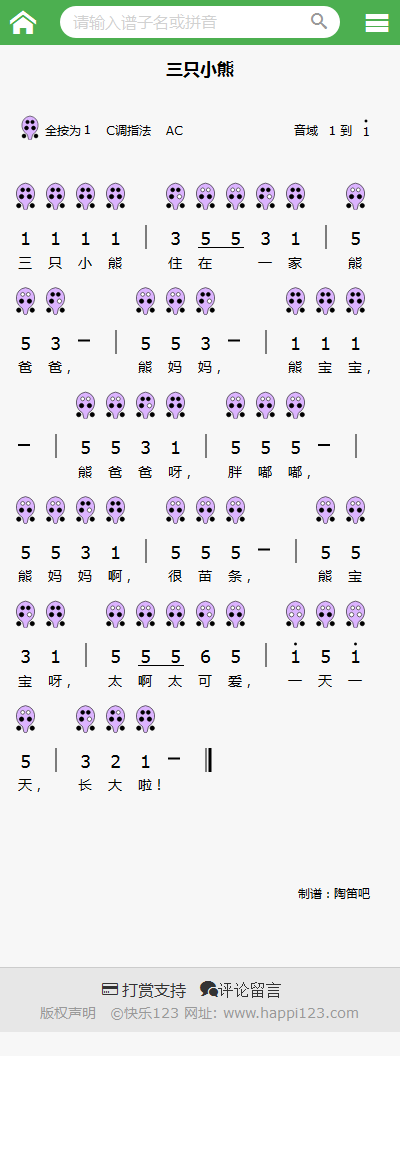 请输入谱子名或拼音
三只小熊
全按为 1 C调指法 AC 音域 1 到 1̇
1 1 1 1 | 3 5 5 3 1 | 5
三 只 小 熊 住 在 一 家 熊
5 3 － | 5 5 3 － | 1 1 1
爸 爸， 熊 妈 妈， 熊 宝 宝，
－ | 5 5 3 1 | 5 5 5 － |
熊 爸 爸 呀， 胖 嘟 嘟，
5 5 3 1 | 5 5 5 － | 5 5
熊 妈 妈 啊， 很 苗 条， 熊 宝
3 1 | 5 5 5 6 5 | 1̇ 5 1̇
宝 呀， 太 啊 太 可 爱， 一 天 一
5 | 3 2 1 － ‖
天， 长 大 啦！
制谱：陶笛吧
打赏支持 评论留言
版权声明 ©快乐123 网址: www.happi123.com